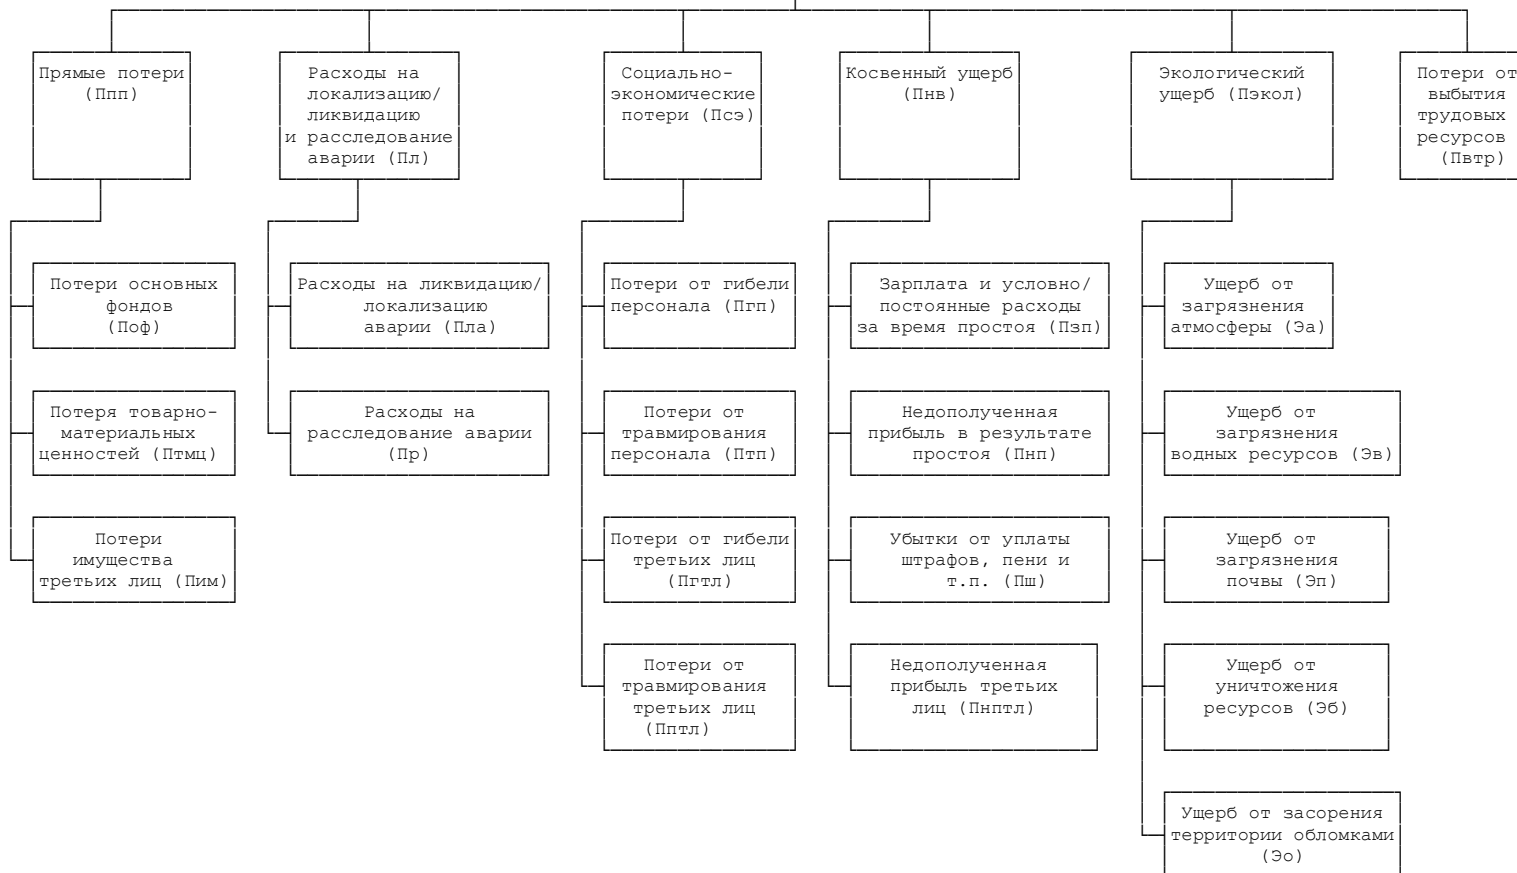 Прямые потери
(Ппп)
Расходы на
локализацию/
ликвидацию
и расследование
аварии (Пл)
Социально-
экономические
потери (Псэ)
Косвенный ущерб
(Пнв)
Экологический
ущерб (Пэкол)
Потери от
выбытия
трудовых
ресурсов
(Пвтр)
Потери основных
фондов
(Поф)
Потеря товарно-
материальных
ценностей (Птмц)
Потери
имущества
третьих лиц (Пим)
Расходы на ликвидацию/
локализацию
аварии (Пла)
Расходы на
расследование аварии
(Пр)
Потери от гибели
персонала (Пгп)
Потери от
травмирования
персонала (Птп)
Потери от гибели
третьих лиц
(Пгтл)
Потери от
травмирования
третьих лиц
(Пптл)
Зарплата и условно/
постоянные расходы
за время простоя (Пзп)
Недополученная
прибыль в результате
простоя (Пнп)
Убытки от уплаты
штрафов, пени и
т.п. (Пш)
Недополученная
прибыль третьих
лиц (Пнптл)
Ущерб от
загрязнения
атмосферы (Эа)
Ущерб от
загрязнения
водных ресурсов (Эв)
Ущерб от
загрязнения
почвы (Эп)
Ущерб от
уничтожения
ресурсов (Эб)
Ущерб от засорения
территории обломками
(Эо)